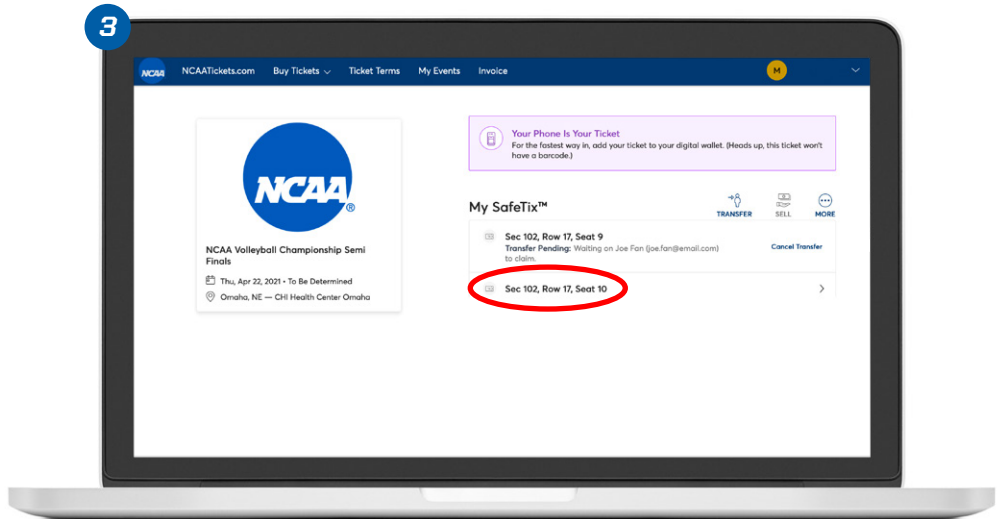 3
NCAA NCAATickets.com Buy Tickets Ticket Terms My Events Invoice M
NCAA®
NCAA Volleyball Championship Semi
Finals
Thu, Apr 22, 2021 • To Be Determined
Omaha, NE — CHI Health Center Omaha
Your Phone Is Your Ticket
For the fastest way in, add your ticket to your digital wallet. (Heads up, this ticket won't
have a barcode.)
My SafeTix™
TRANSFER SELL MORE
Sec 102, Row 17, Seat 9
Transfer Pending: Waiting on Joe Fan (joe.fan@email.com)
to claim.
Cancel Transfer
Sec 102, Row 17, Seat 10